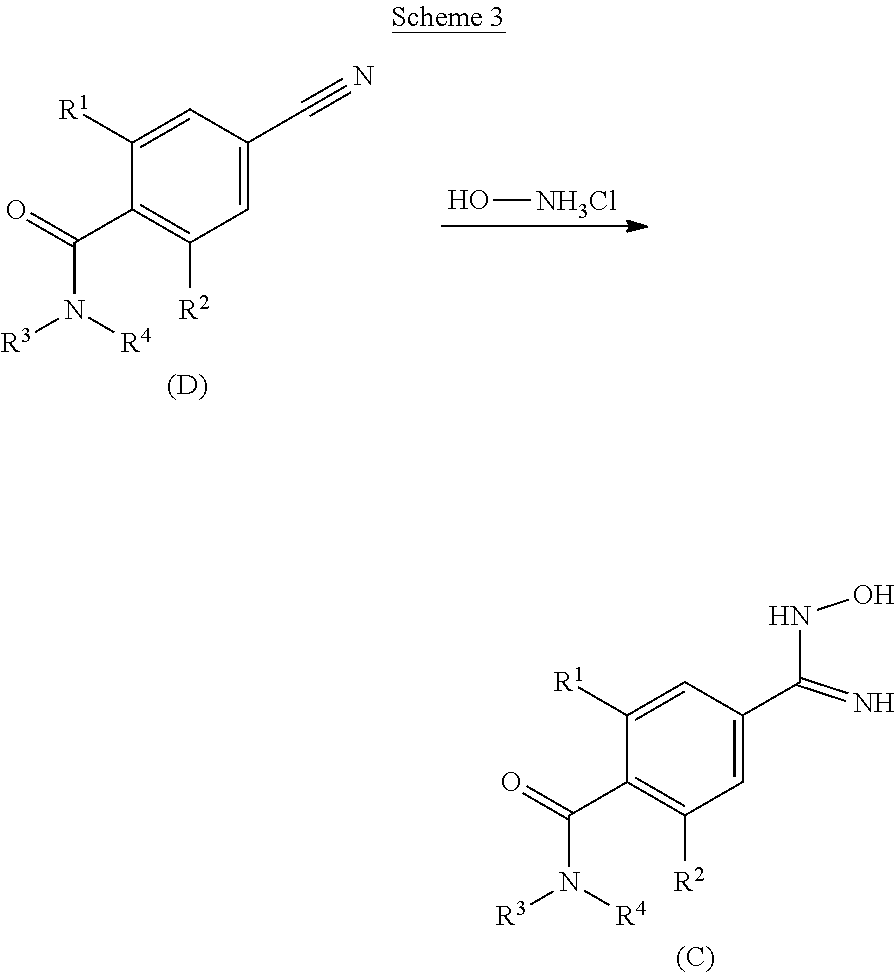 Scheme 3
N
R¹
O
HO NH₃Cl
N
R²
R³ R⁴
(D)
OH
HN
R¹
NH
O
N
R²
R³ R⁴
(C)